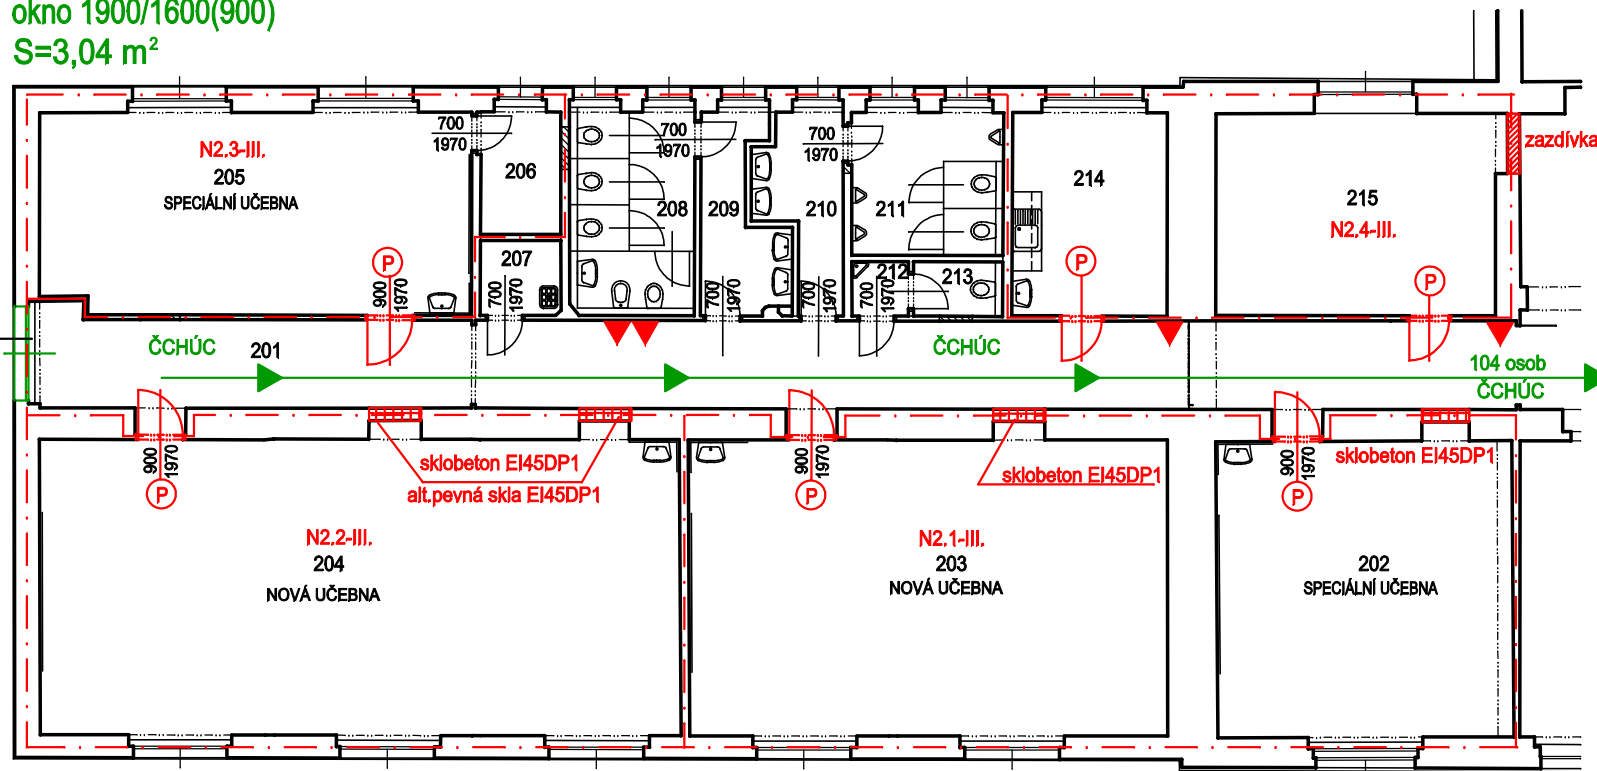 okno 1900/1600(900)
S=3,04 m²
N2.3-III.
205
SPECIÁLNÍ UČEBNA
700
1970
206
207
700
1970
208
209
700
1970
210
211
212
213
214
215
N2.4-III.
zazdívka
P
900
1970
700
1970
700
1970
700
1970
700
1970
P
P
ČCHÚC
201
ČCHÚC
104 osob
ČCHÚC
900
1970
P
sklobeton EI45DP1
alt.pevná skla EI45DP1
900
1970
P
sklobeton EI45DP1
900
1970
P
sklobeton EI45DP1
N2.2-III.
204
NOVÁ UČEBNA
N2.1-III.
203
NOVÁ UČEBNA
202
SPECIÁLNÍ UČEBNA